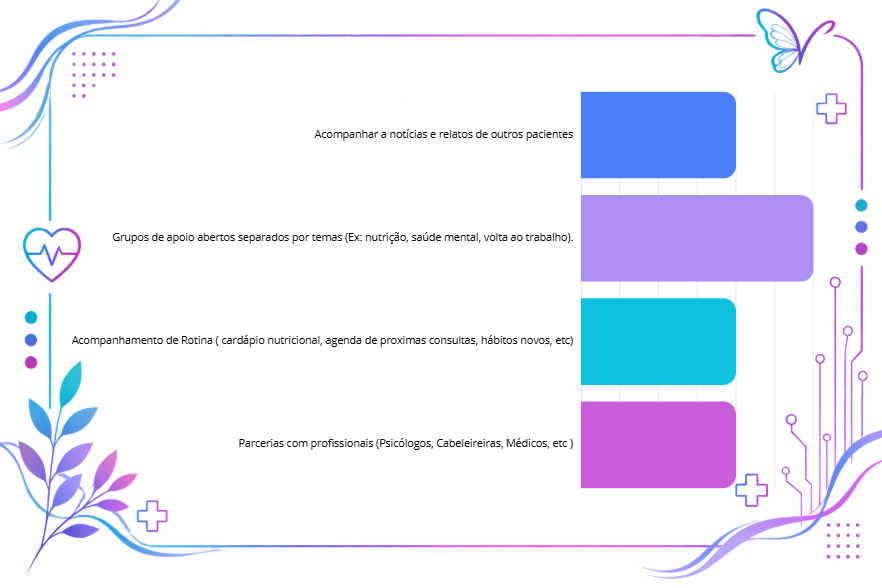 Acompanhar a notícias e relatos de outros pacientes
Grupos de apoio abertos separados por temas (Ex: nutrição, saúde mental, volta ao trabalho).
Acompanhamento de Rotina ( cardápio nutricional, agenda de proximas consultas, hábitos novos, etc)
Parcerias com profissionais (Psicólogos, Cabeleireiras, Médicos, etc )